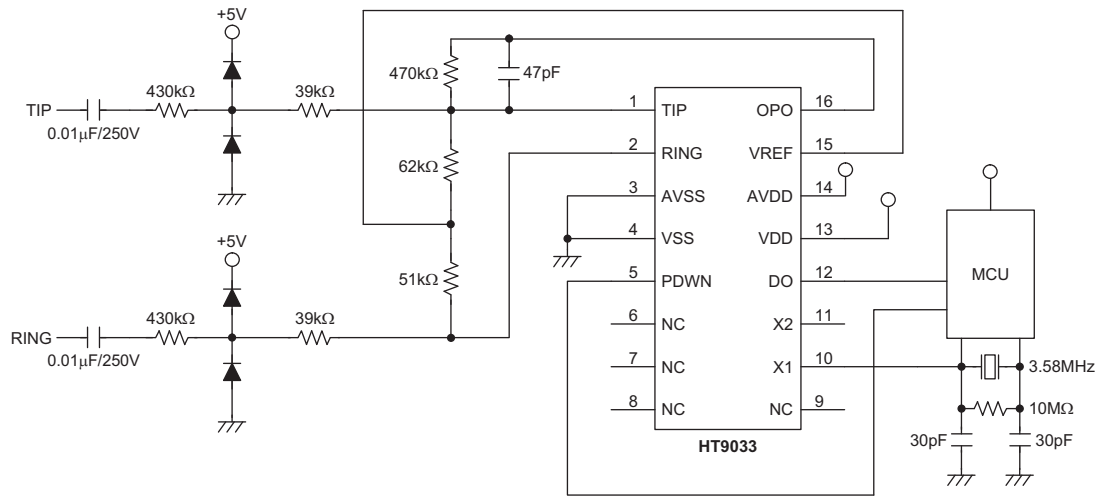 +5V
470kΩ
47pF
TIP
0.01μF/250V
430kΩ
39kΩ
62kΩ
51kΩ
+5V
RING
0.01μF/250V
430kΩ
39kΩ
1 TIP OPO 16
2 RING VREF 15
3 AVSS AVDD 14
4 VSS VDD 13
5 PDWN DO 12
6 NC X2 11
7 NC X1 10
8 NC NC 9
HT9033
MCU
3.58MHz
10MΩ
30pF 30pF